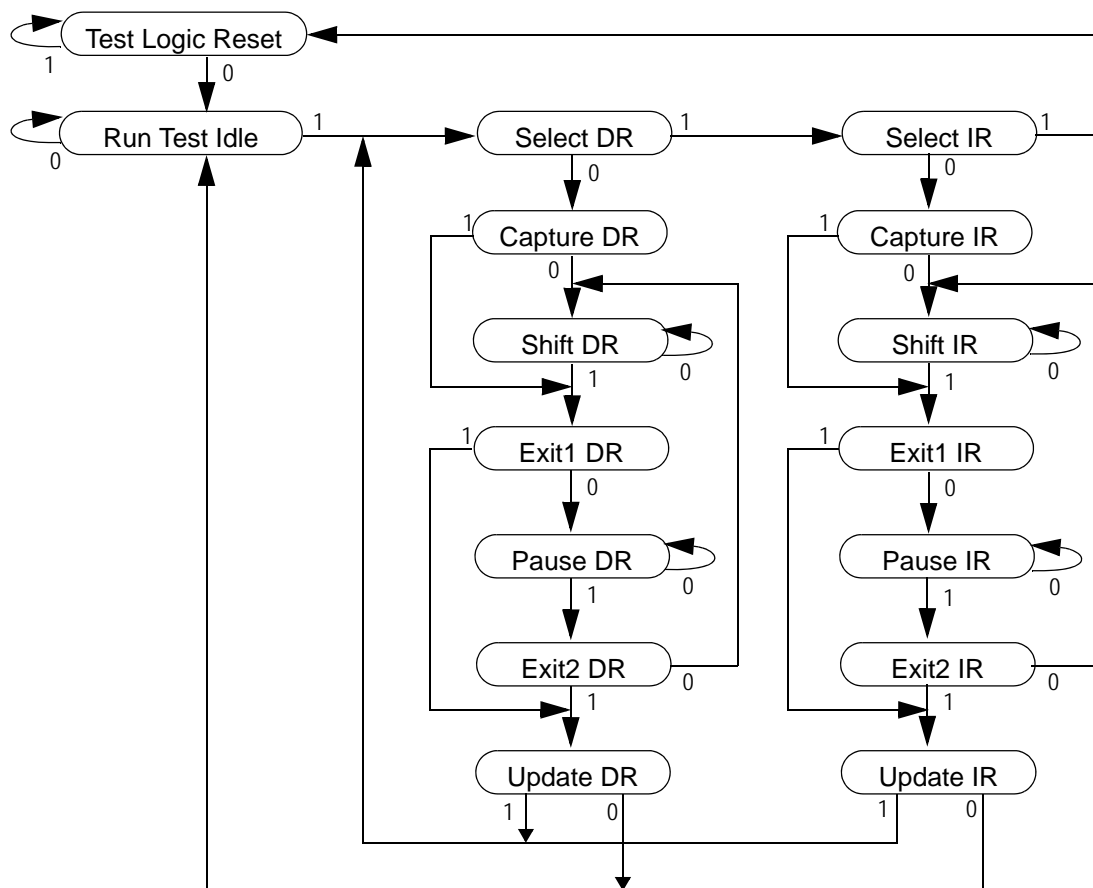 Test Logic Reset
1
0
Run Test Idle
1
Select DR
1
Select IR
1
0
0
0
1
Capture DR
1
Capture IR
0
0
Shift DR
Shift IR
1
0
1
0
1
Exit1 DR
1
Exit1 IR
0
0
Pause DR
Pause IR
1
0
1
0
Exit2 DR
Exit2 IR
0
0
1
1
Update DR
Update IR
1
0
1
0